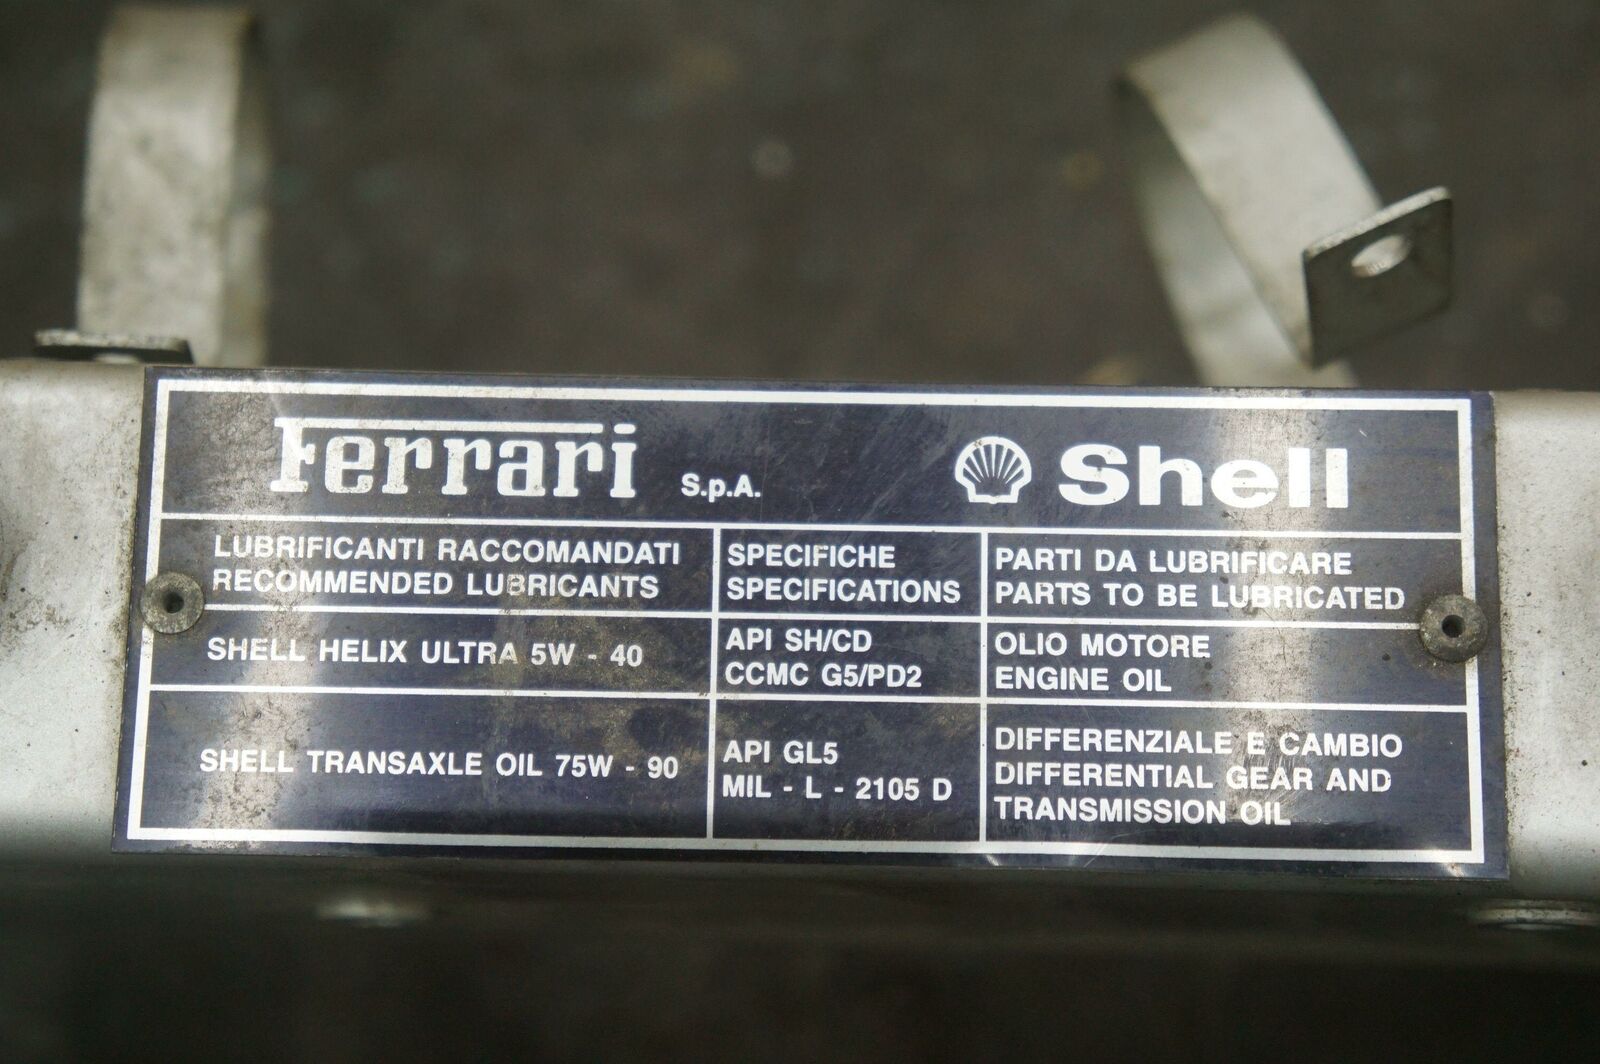 Ferrari S.p.A. Shell
LUBRIFICANTI RACCOMANDATI
RECOMMENDED LUBRICANTS
SPECIFICHE
SPECIFICATIONS
PARTI DA LUBRIFICARE
PARTS TO BE LUBRICATED
SHELL HELIX ULTRA 5W - 40
API SH/CD
CCMC G5/PD2
OLIO MOTORE
ENGINE OIL
SHELL TRANSAXLE OIL 75W - 90
API GL5
MIL - L - 2105 D
DIFFERENZIALE E CAMBIO
DIFFERENTIAL GEAR AND
TRANSMISSION OIL